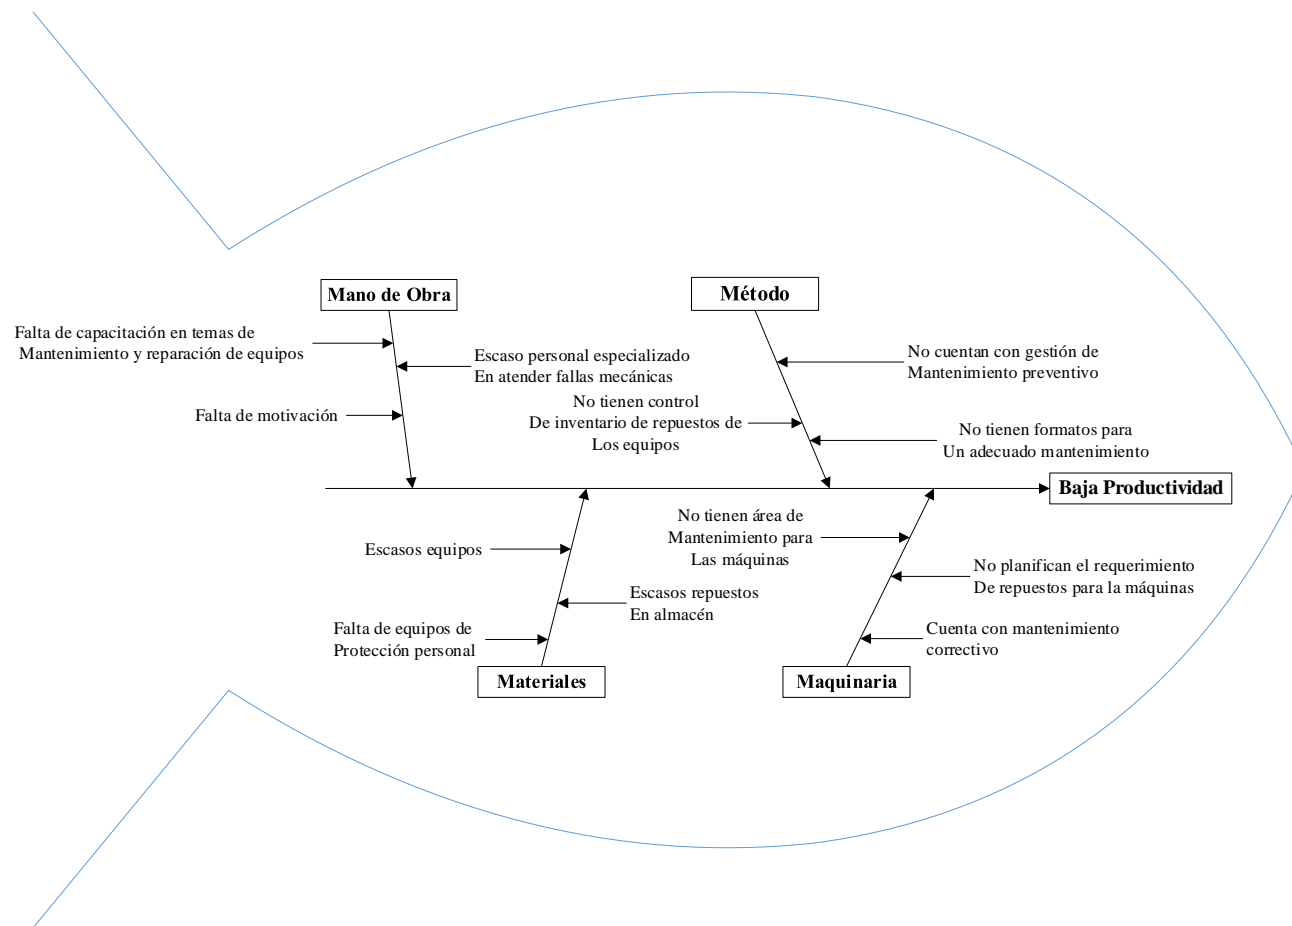 Mano de Obra
Método
Falta de capacitación en temas de
Mantenimiento y reparación de equipos
Escaso personal especializado
En atender fallas mecánicas
Falta de motivación
No cuentan con gestión de
Mantenimiento preventivo
No tienen control
De inventario de repuestos de
Los equipos
No tienen formatos para
Un adecuado mantenimiento
Baja Productividad
Escasos equipos
Escasos repuestos
En almacén
Falta de equipos de
Protección personal
Materiales
No tienen área de
Mantenimiento para
Las máquinas
No planifican el requerimiento
De repuestos para la máquinas
Cuenta con mantenimiento
correctivo
Maquinaria